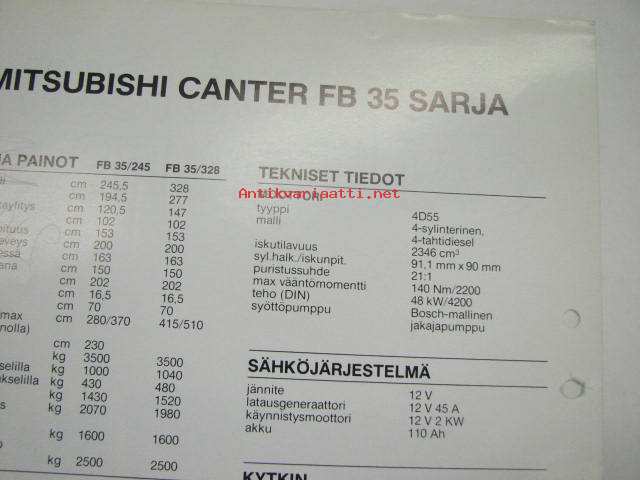 MITSUBISHI CANTER FB 35 SARJA
JA PAINOT FB 35/245 FB 35/328
cm 245,5 328
cm 194,5 277
cm 120,5 147
cm 102 102
cm 153 153
cm 200 200
cm 163 163
cm 150 150
cm 202 202
cm 16,5 16,5
cm 70 70
max cm 280/370 415/510
cm 230
kg 3500 3500
kg 1000 1040
kg 430 480
kg 1430 1520
kg 2070 1980
kg 1600 1600
kg 2500 2500
TEKNISET TIEDOT
Antikvariaatti.net
tyyppi 4D55
malli 4-sylinterinen,
4-tahtidiesel
iskutilavuus 2346 cm³
syl.halk./iskunpit. 91,1 mm x 90 mm
puristussuhde 21:1
max vääntömomentti 140 Nm/2200
teho (DIN) 48 kW/4200
syöttöpumppu Bosch-mallinen
jakajapumppu
SÄHKÖJÄRJESTELMÄ
jännite 12 V
latausgeneraattori 12 V 45 A
käynnistysmoottori 12 V 2 KW
akku 110 Ah
KYTKIN